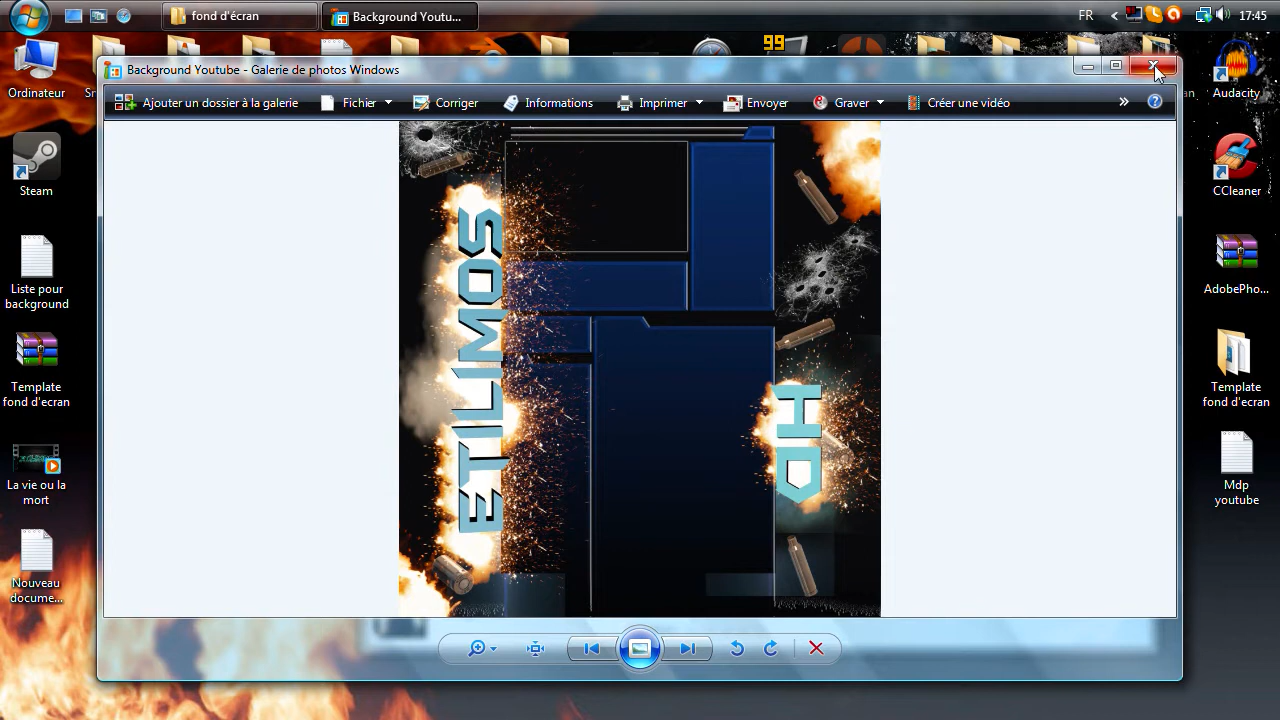 fond d'écran
Background Youtu...
FR
17:45
99
Background Youtube - Galerie de photos Windows
Ajouter un dossier à la galerie
Fichier
Corriger
Informations
Imprimer
Envoyer
Graver
Créer une vidéo
Ordinateur
Steam
Liste pour
background
Template
fond d'ecran
La vie ou la
mort
Nouveau
docume...
ETILIMOS
HD
Audacity
CCleaner
AdobePho...
Template
fond d'ecran
Mdp
youtube